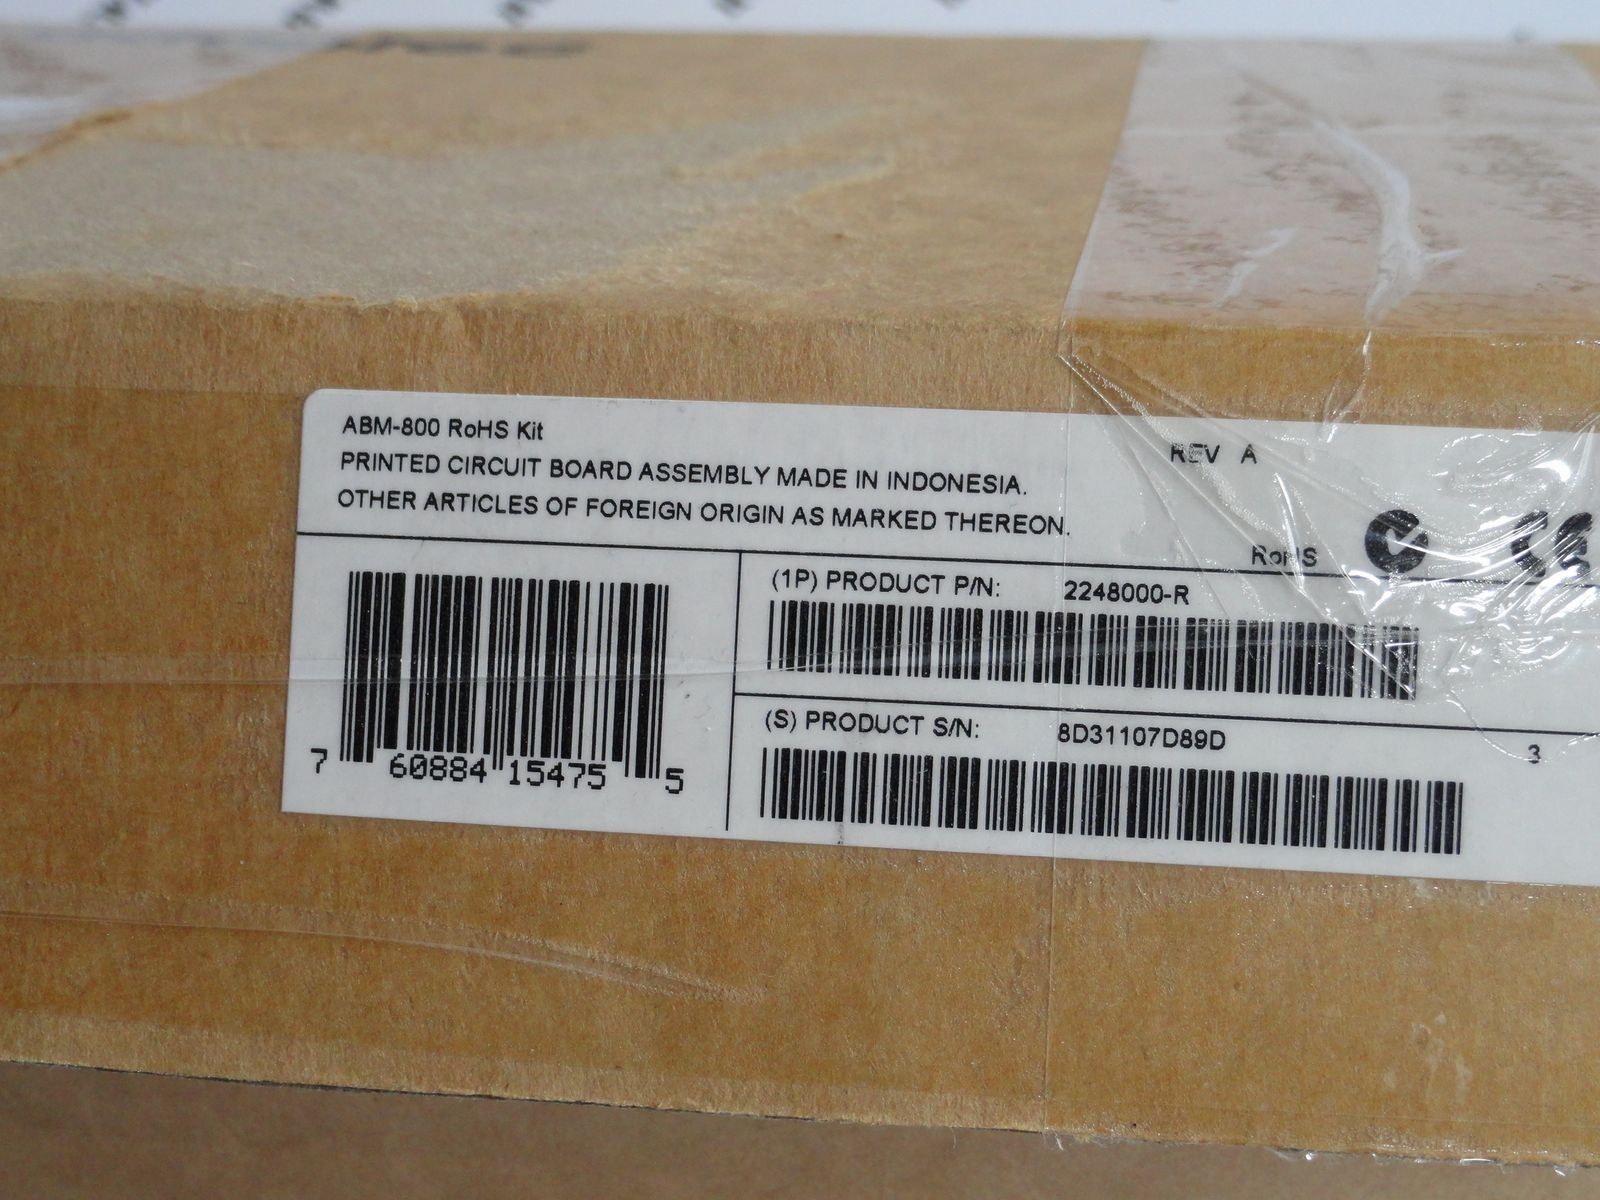 ABM-800 RoHS Kit
REV A
PRINTED CIRCUIT BOARD ASSEMBLY MADE IN INDONESIA.
OTHER ARTICLES OF FOREIGN ORIGIN AS MARKED THEREON.
RoHS
CE
(1P) PRODUCT P/N: 2248000-R
(S) PRODUCT S/N: 8D31107D89D
3
7 60884 15475 5